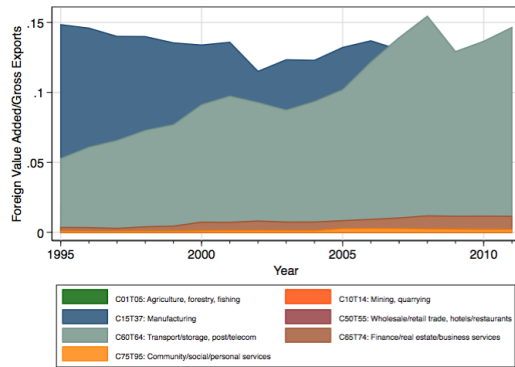 Foreign Value Added/Gross Exports
.15
.1
.05
0
1995
2000
2005
2010
Year
C01T05: Agriculture, forestry, fishing
C10T14: Mining, quarrying
C15T37: Manufacturing
C50T55: Wholesale/retail trade, hotels/restaurants
C60T64: Transport/storage, post/telecom
C65T74: Finance/real estate/business services
C75T95: Community/social/personal services